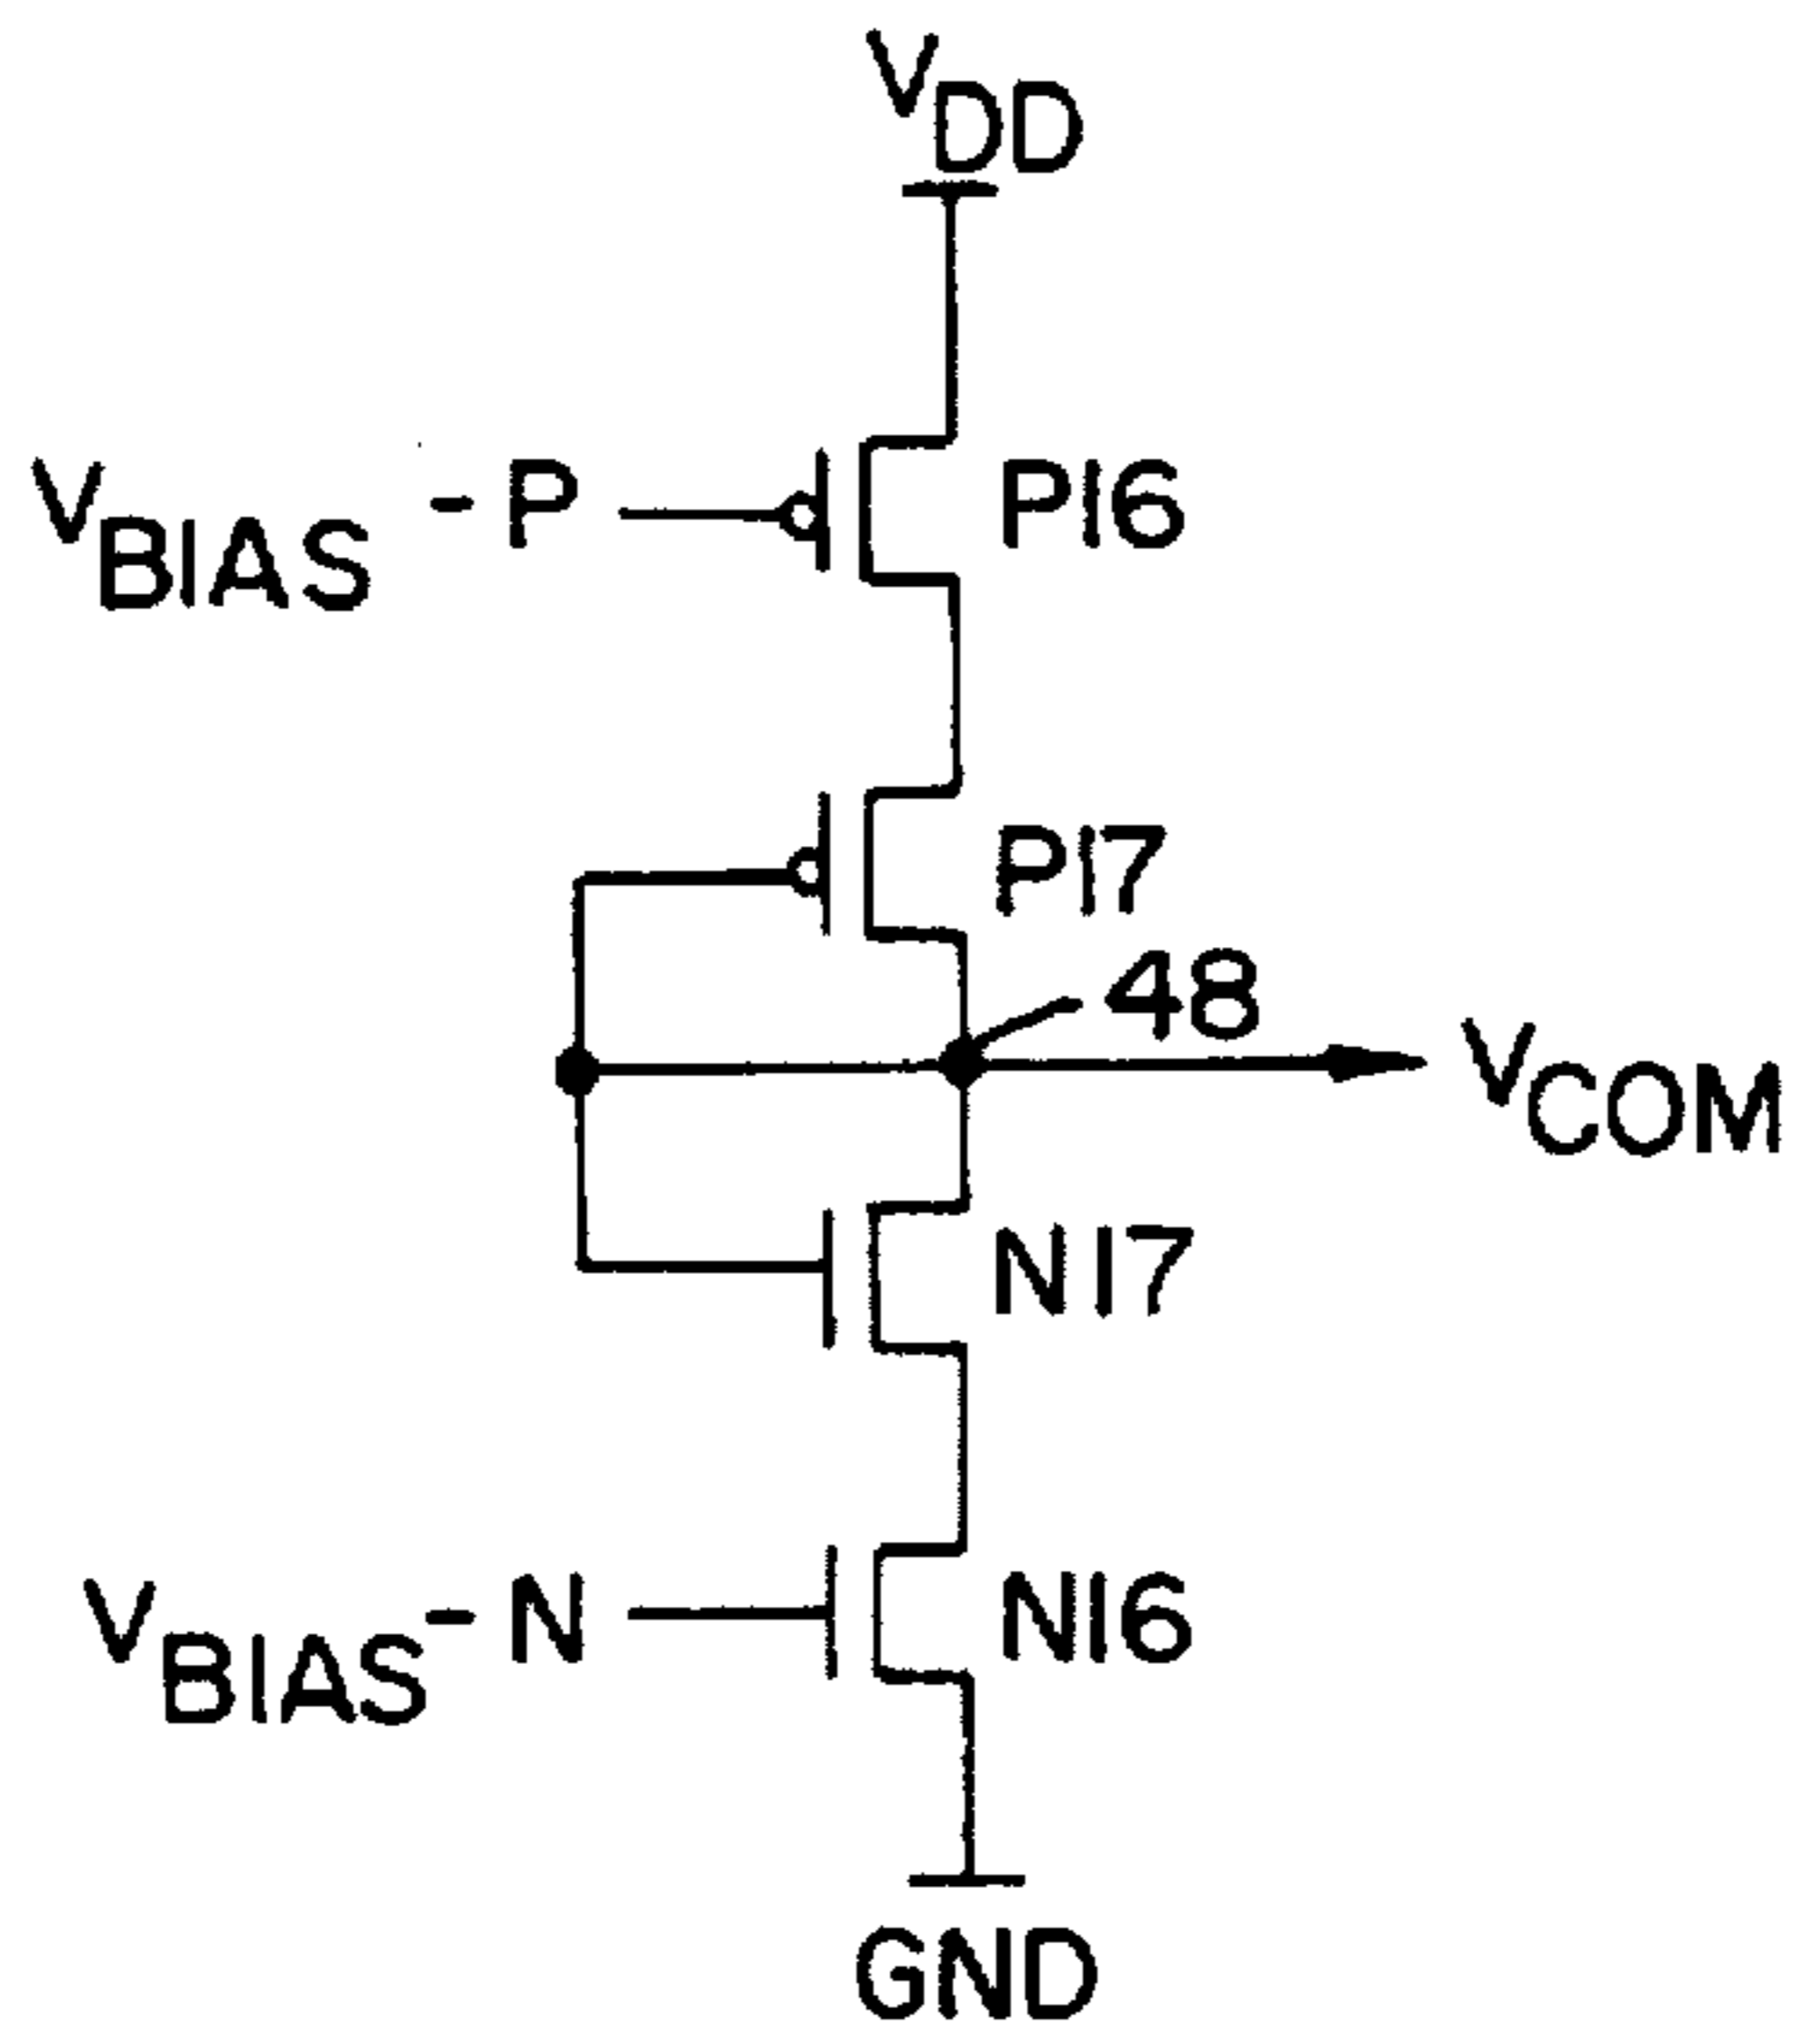 VDD
VBIAS-P
P16
P17
48
VCOM
N17
VBIAS-N
N16
GND